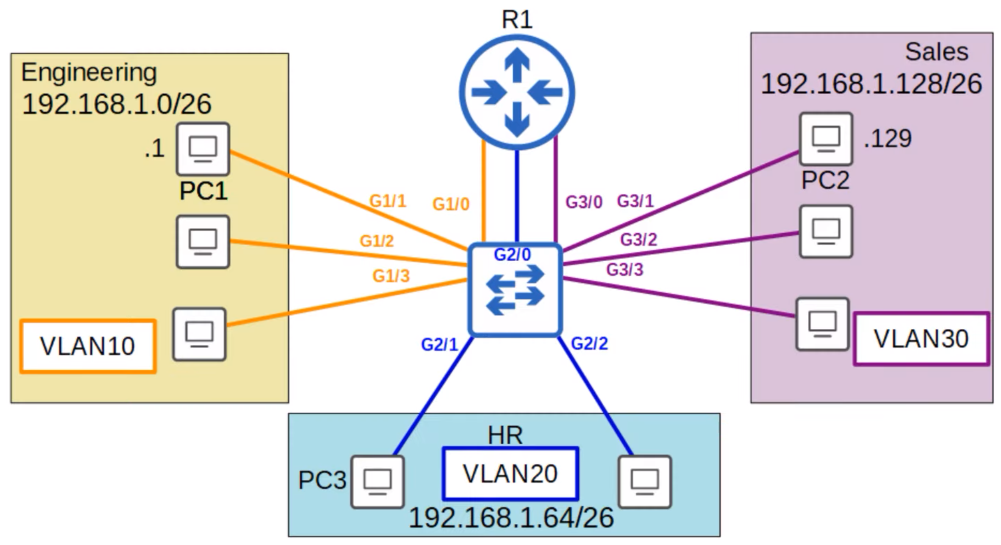 R1
Engineering
192.168.1.0/26
.1
PC1
VLAN10
Sales
192.168.1.128/26
.129
PC2
VLAN30
G1/1
G1/0
G3/0
G3/1
G1/2
G3/2
G2/0
G1/3
G3/3
G2/1
G2/2
HR
PC3
VLAN20
192.168.1.64/26